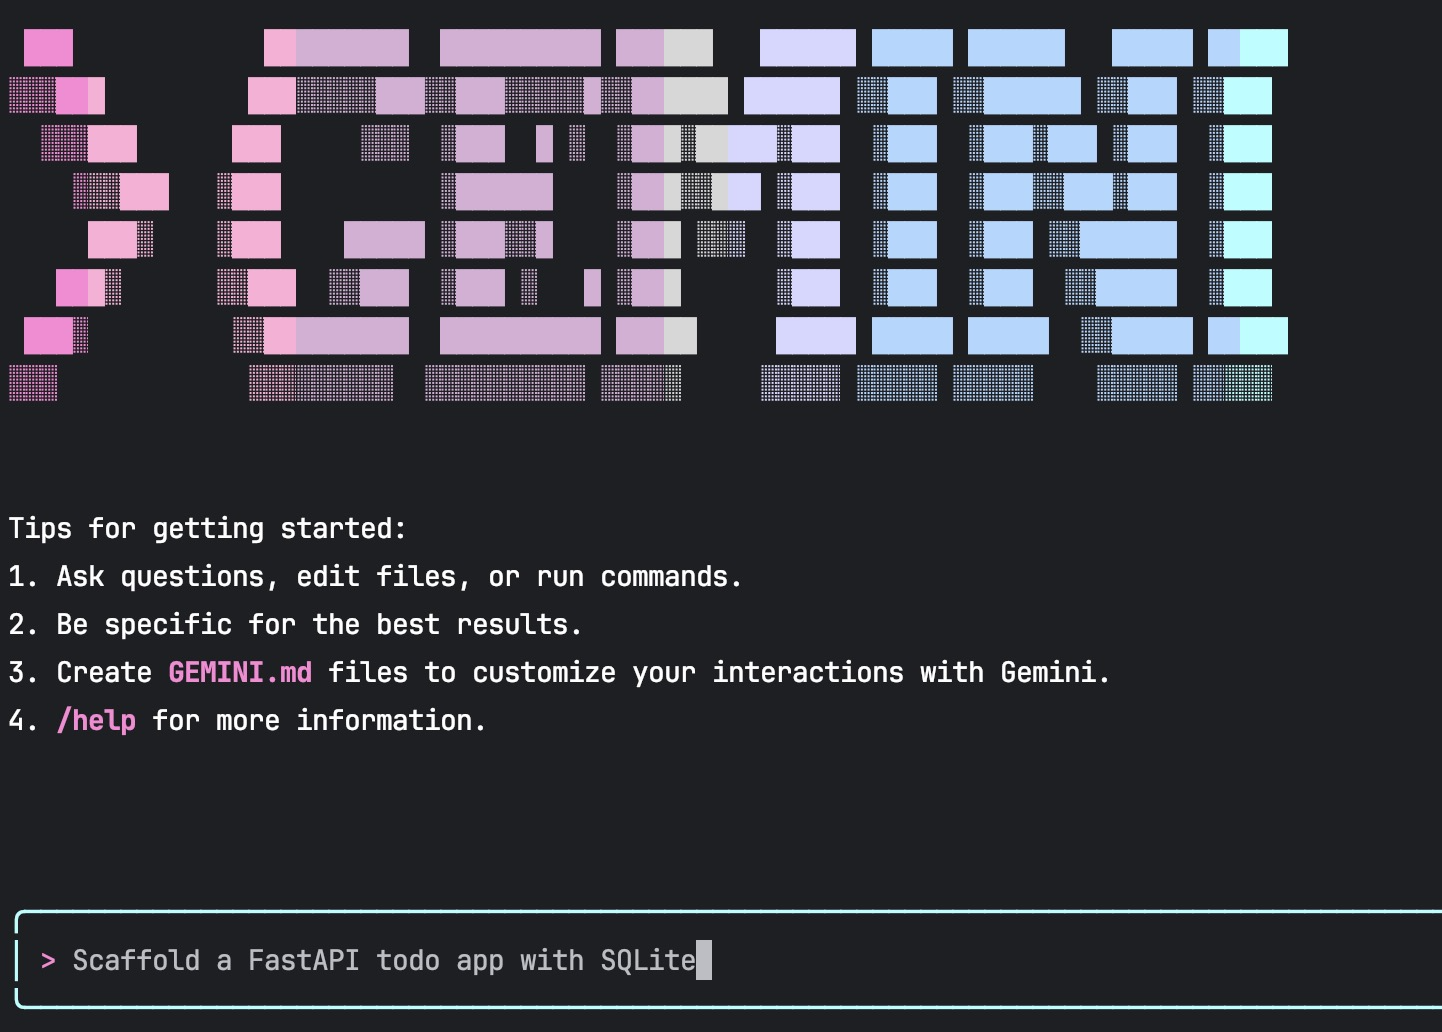 > GEMINI
Tips for getting started:
1. Ask questions, edit files, or run commands.
2. Be specific for the best results.
3. Create GEMINI.md files to customize your interactions with Gemini.
4. /help for more information.
> Scaffold a FastAPI todo app with SQLite